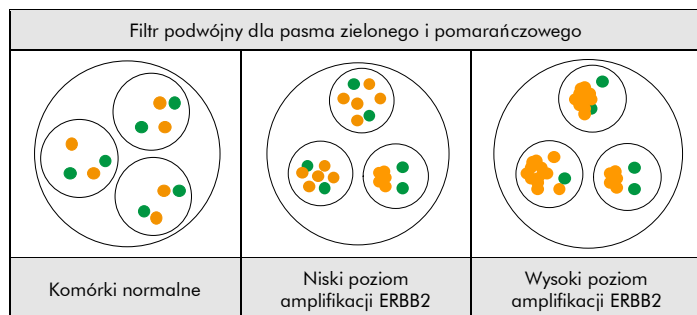 Filtr podwójny dla pasma zielonego i pomarańczowego
Komórki normalne
Niski poziom
amplifikacji ERBB2
Wysoki poziom
amplifikacji ERBB2